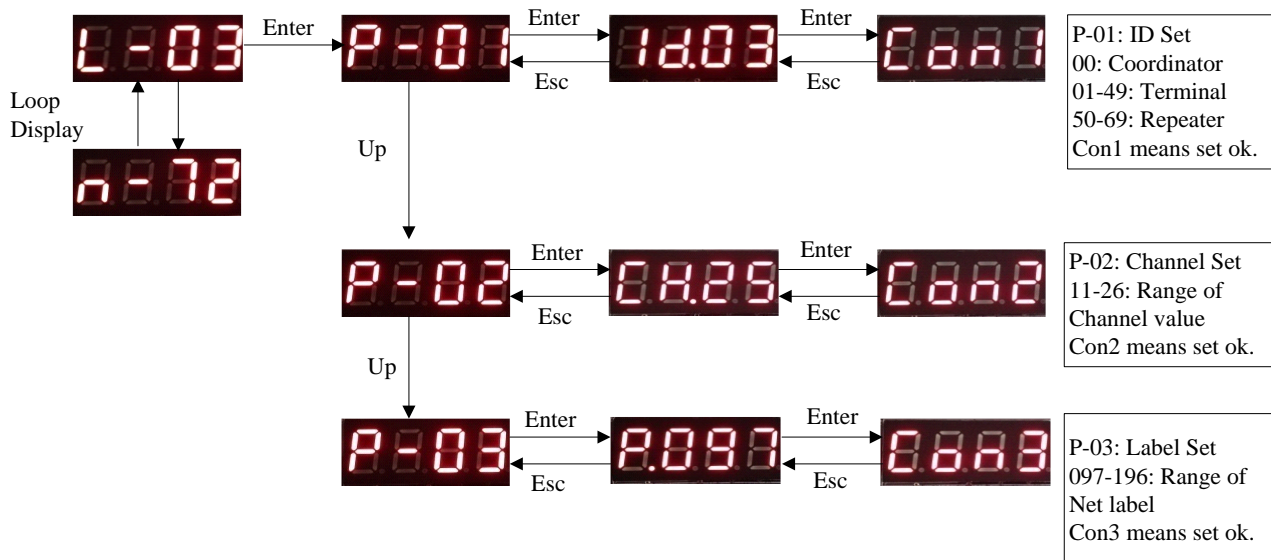 L-03
Enter
P-01
Enter
Esc
1d.03
Enter
Esc
Con1
P-01: ID Set
00: Coordinator
01-49: Terminal
50-69: Repeater
Con1 means set ok.
Loop
Display
n-72
Up
P-02
Enter
Esc
CH.25
Enter
Esc
Con2
P-02: Channel Set
11-26: Range of
Channel value
Con2 means set ok.
Up
P-03
Enter
Esc
P.097
Enter
Esc
Con3
P-03: Label Set
097-196: Range of
Net label
Con3 means set ok.